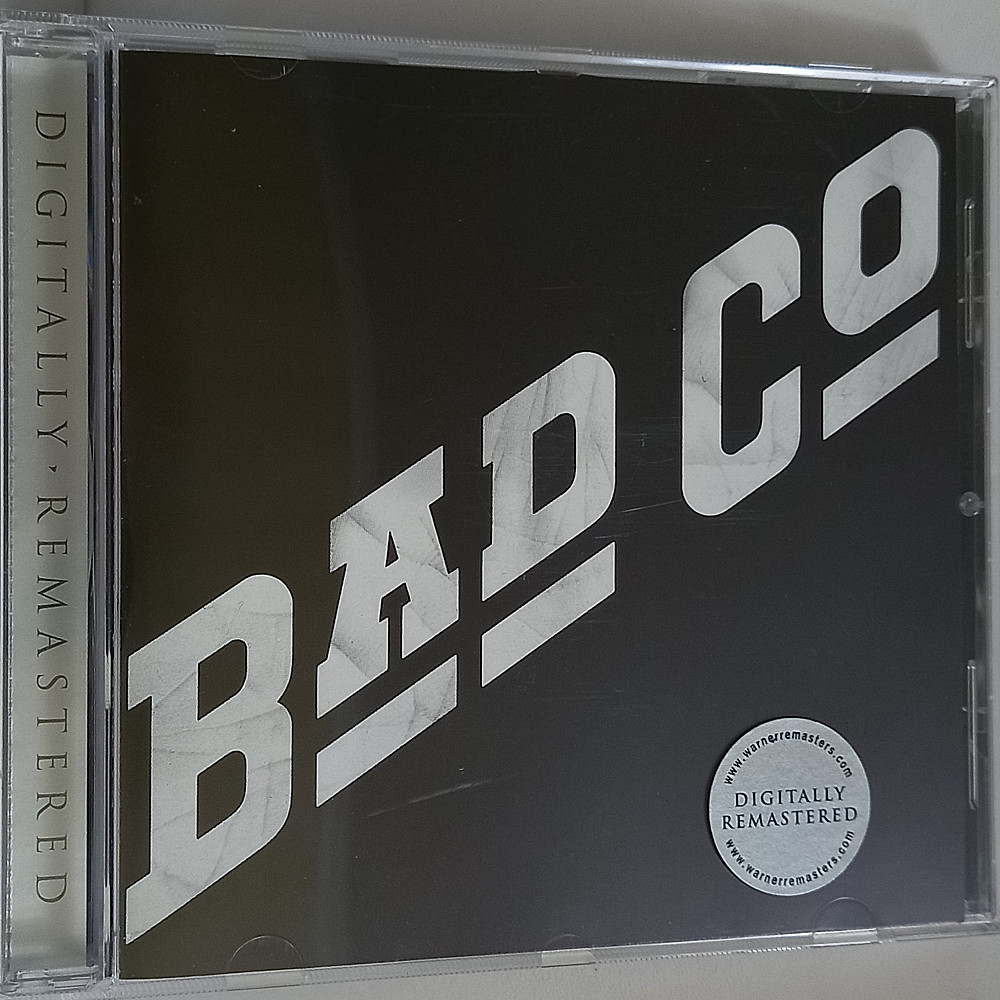 DIGITALLY · REMASTERED
BAD CO
www.warnerremasters.com
DIGITALLY
REMASTERED
www.warnerremasters.com